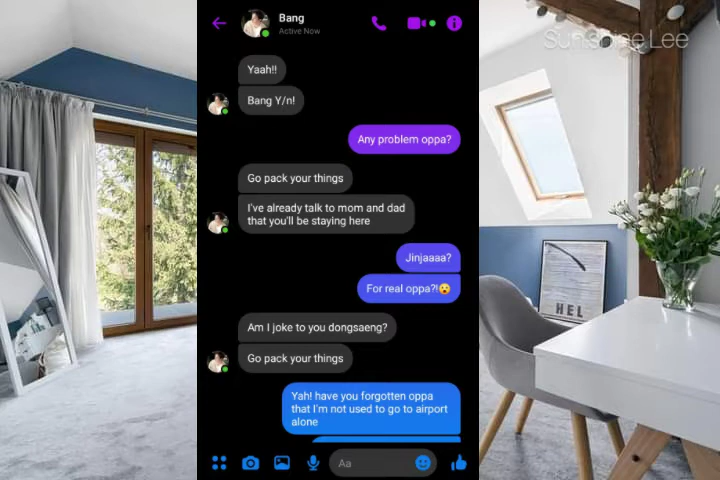 Bang
Active Now
Sunshine Lee
Yaah!!
Bang Y/n!
Any problem oppa?
Go pack your things
I've already talk to mom and dad
that you'll be staying here
Jinjaaaa?
For real oppa?!😮
Am I joke to you dongsaeng?
Go pack your things
Yah! have you forgotten oppa
that I'm not used to go to airport
alone
Aa
HEL